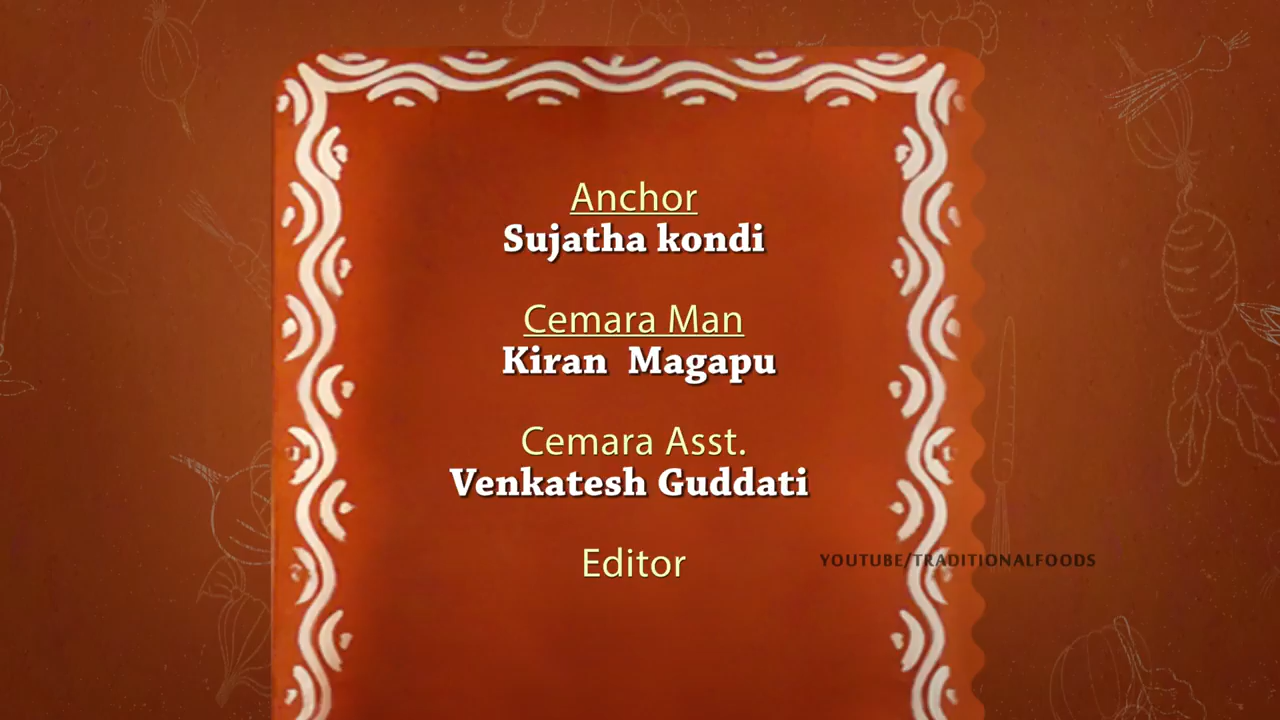 Anchor
Sujatha kondi
Cemara Man
Kiran Magapu
Cemara Asst.
Venkatesh Guddati
Editor
YOUTUBE/TRADITIONALFOODS